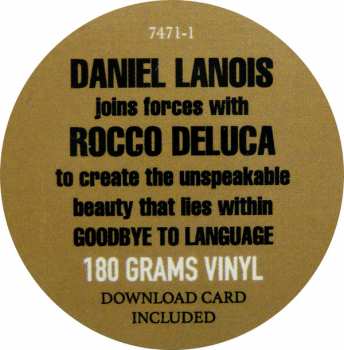 7471-1
DANIEL LANOIS
joins forces with
ROCCO DELUCA
to create the unspeakable
beauty that lies within
GOODBYE TO LANGUAGE
180 GRAMS VINYL
DOWNLOAD CARD
INCLUDED